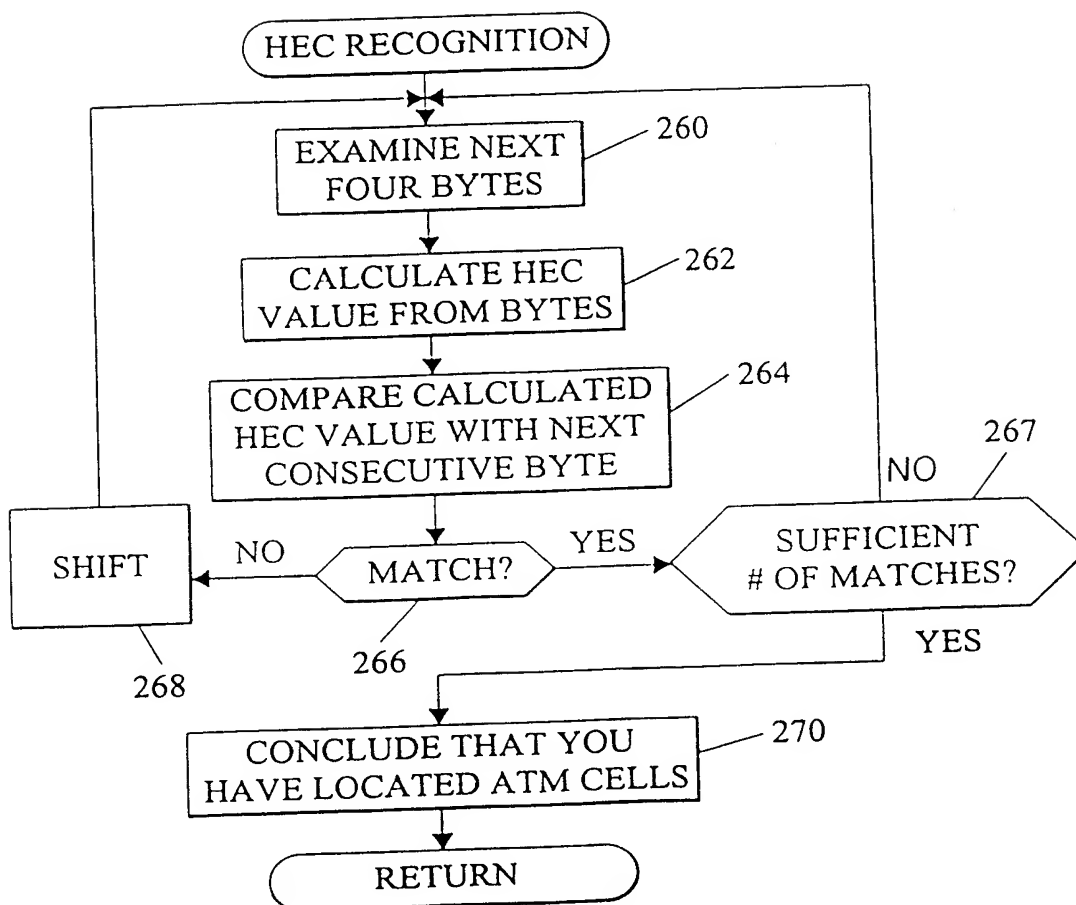 HEC RECOGNITION
260
EXAMINE NEXT
FOUR BYTES
262
CALCULATE HEC
VALUE FROM BYTES
264
COMPARE CALCULATED
HEC VALUE WITH NEXT
CONSECUTIVE BYTE
267
NO
SHIFT
NO
MATCH?
YES
SUFFICIENT
# OF MATCHES?
268
266
YES
270
CONCLUDE THAT YOU
HAVE LOCATED ATM CELLS
RETURN